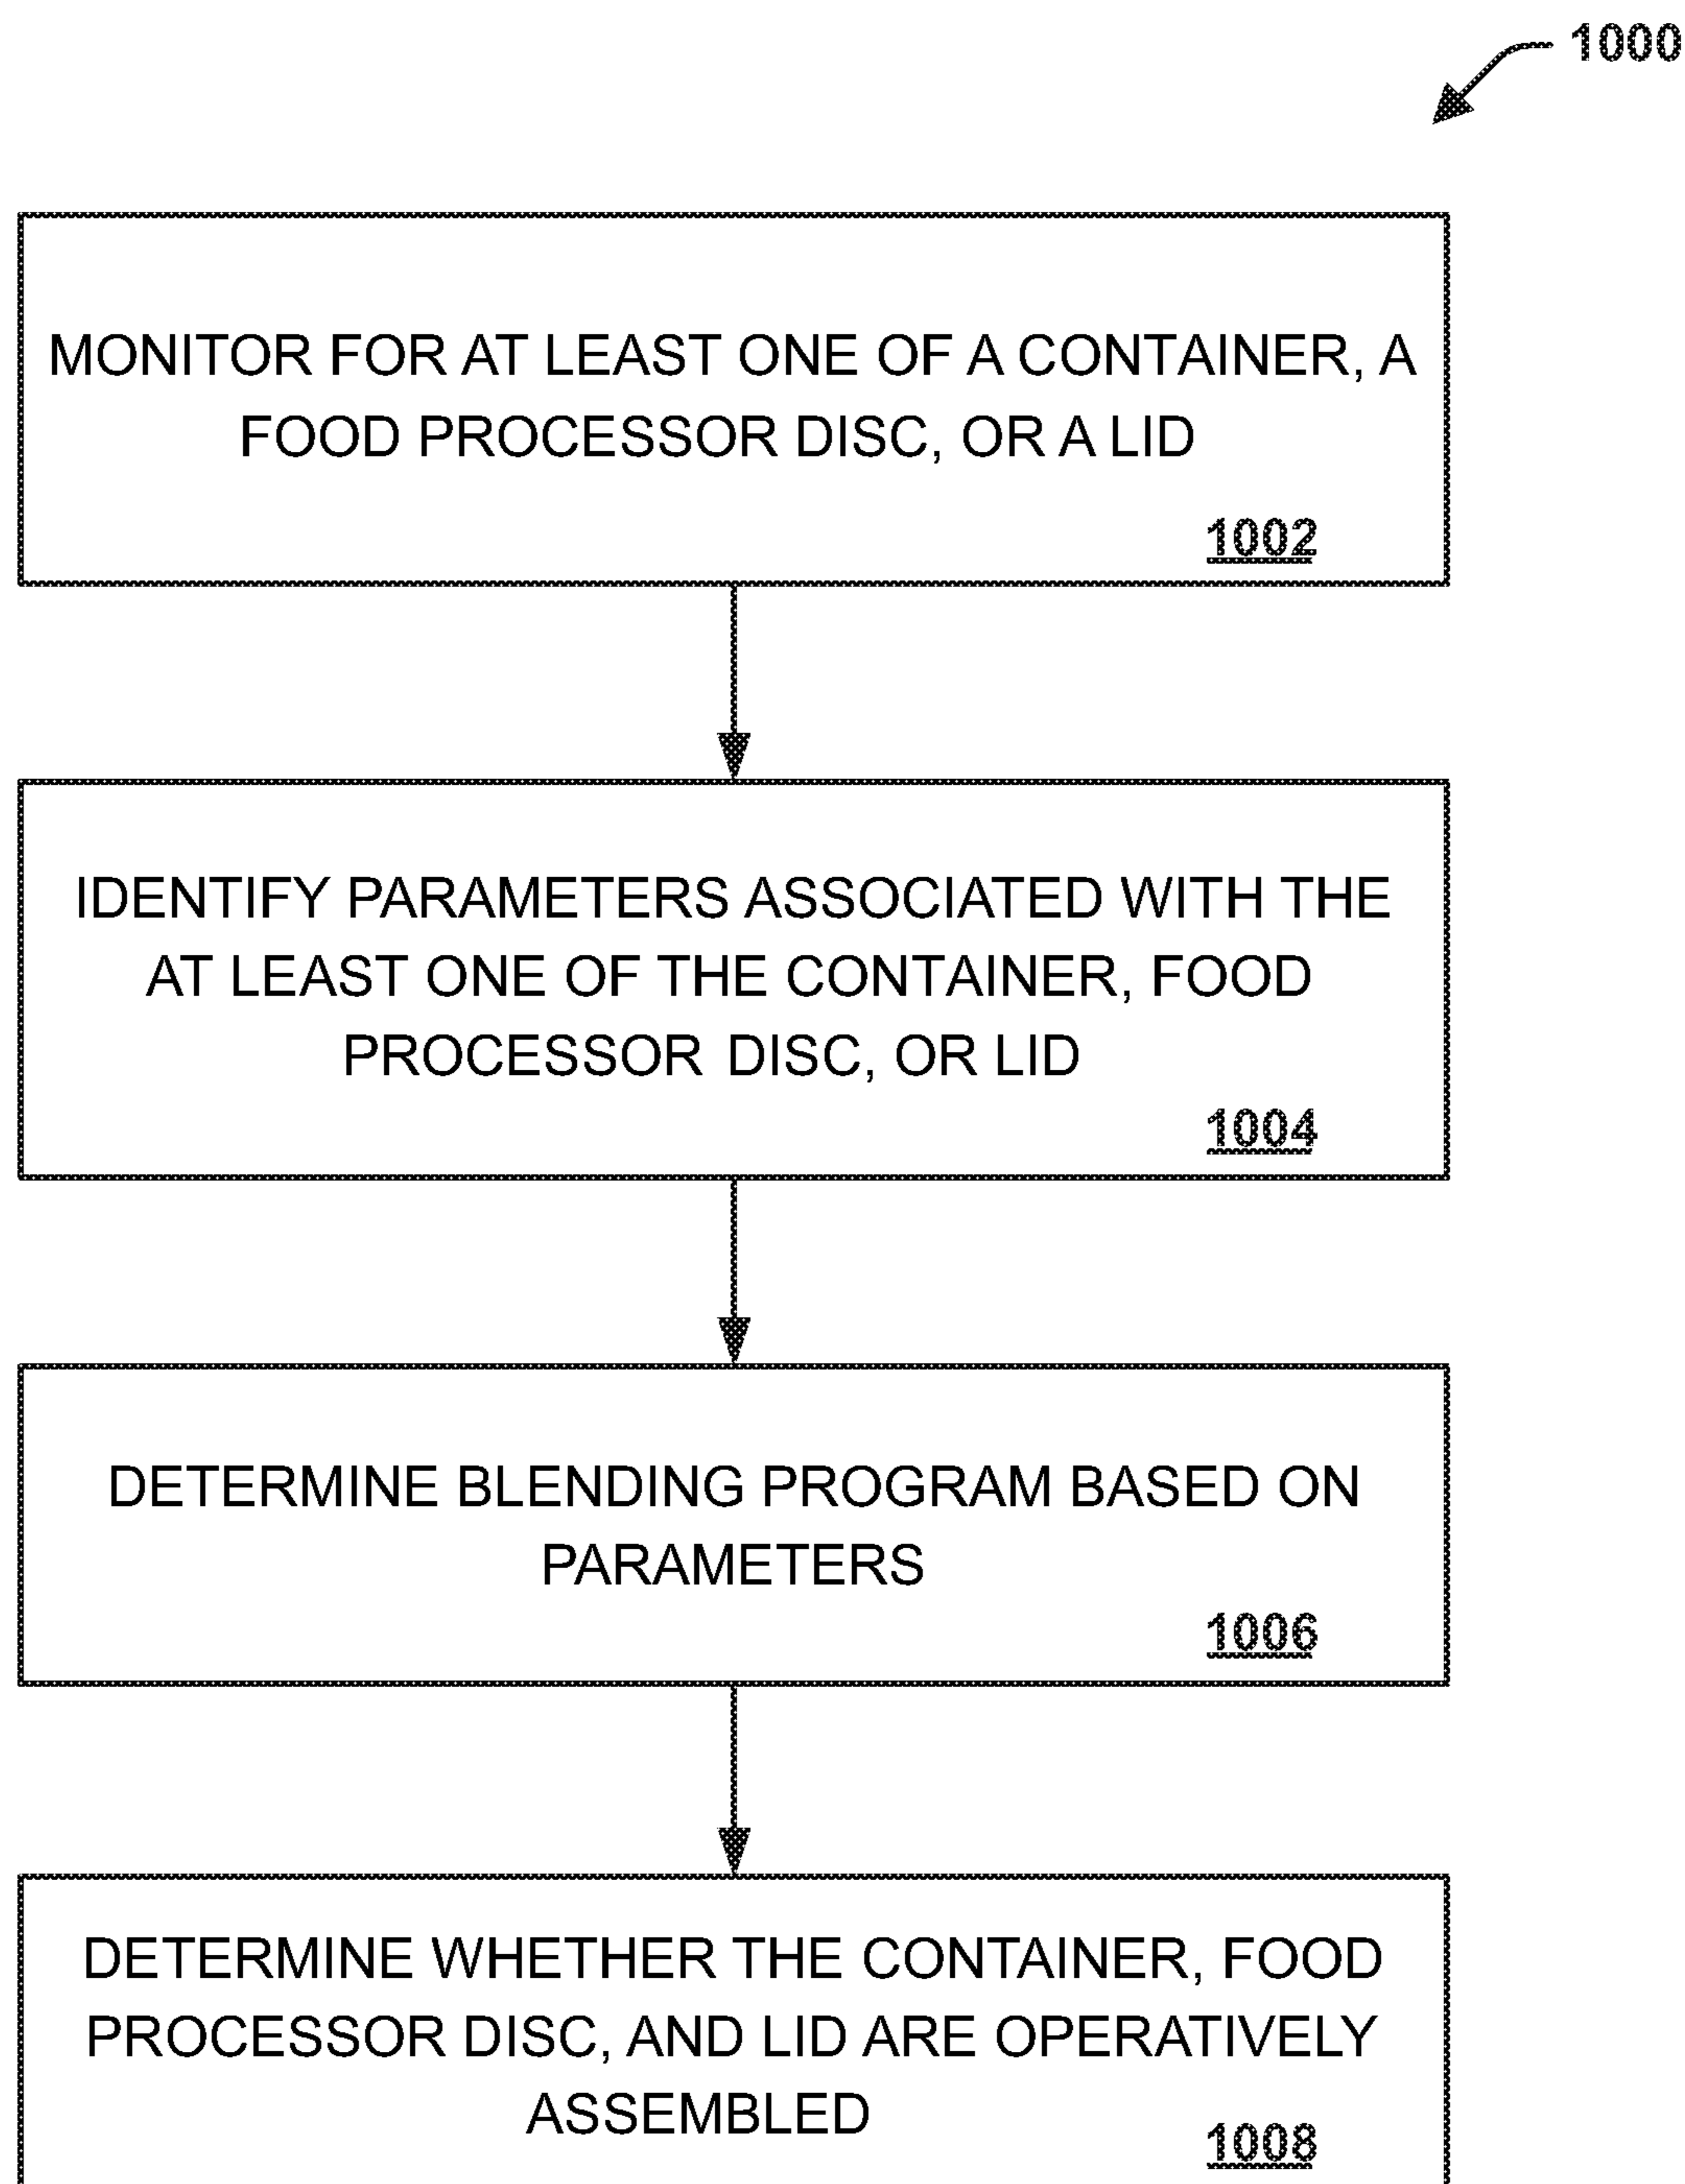 1000
MONITOR FOR AT LEAST ONE OF A CONTAINER, A
FOOD PROCESSOR DISC, OR A LID
1002
IDENTIFY PARAMETERS ASSOCIATED WITH THE
AT LEAST ONE OF THE CONTAINER, FOOD
PROCESSOR DISC, OR LID
1004
DETERMINE BLENDING PROGRAM BASED ON
PARAMETERS
1006
DETERMINE WHETHER THE CONTAINER, FOOD
PROCESSOR DISC, AND LID ARE OPERATIVELY
ASSEMBLED
1008